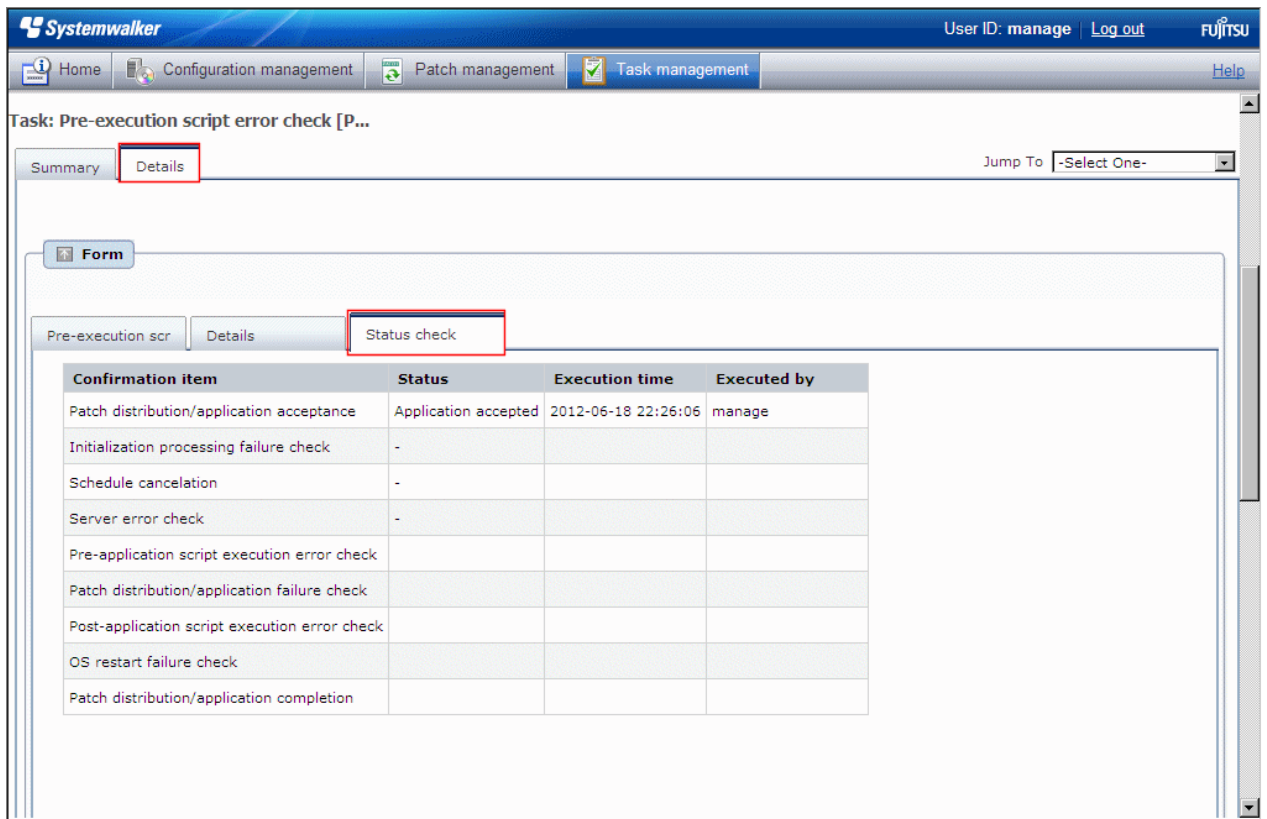 Systemwalker User ID: manage Log out FUJITSU
Home Configuration management Patch management Task management Help
Task: Pre-execution script error check [P...
Summary Details Jump To -Select One-
Form
Pre-execution scr Details Status check
Confirmation item Status Execution time Executed by
Patch distribution/application acceptance Application accepted 2012-06-18 22:26:06 manage
Initialization processing failure check -
Schedule cancelation -
Server error check -
Pre-application script execution error check
Patch distribution/application failure check
Post-application script execution error check
OS restart failure check
Patch distribution/application completion